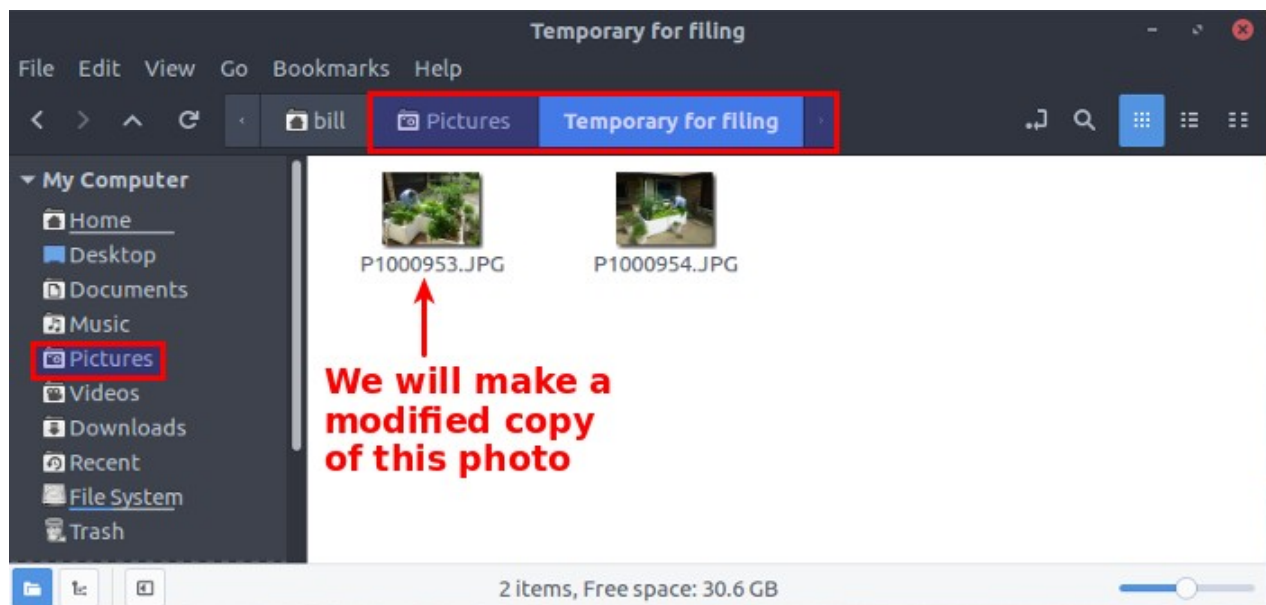 Temporary for filing
File Edit View Go Bookmarks Help
bill Pictures Temporary for filing
My Computer
Home
Desktop
Documents
Music
Pictures
Videos
Downloads
Recent
File System
Trash
P1000953.JPG P1000954.JPG
We will make a
modified copy
of this photo
2 items, Free space: 30.6 GB